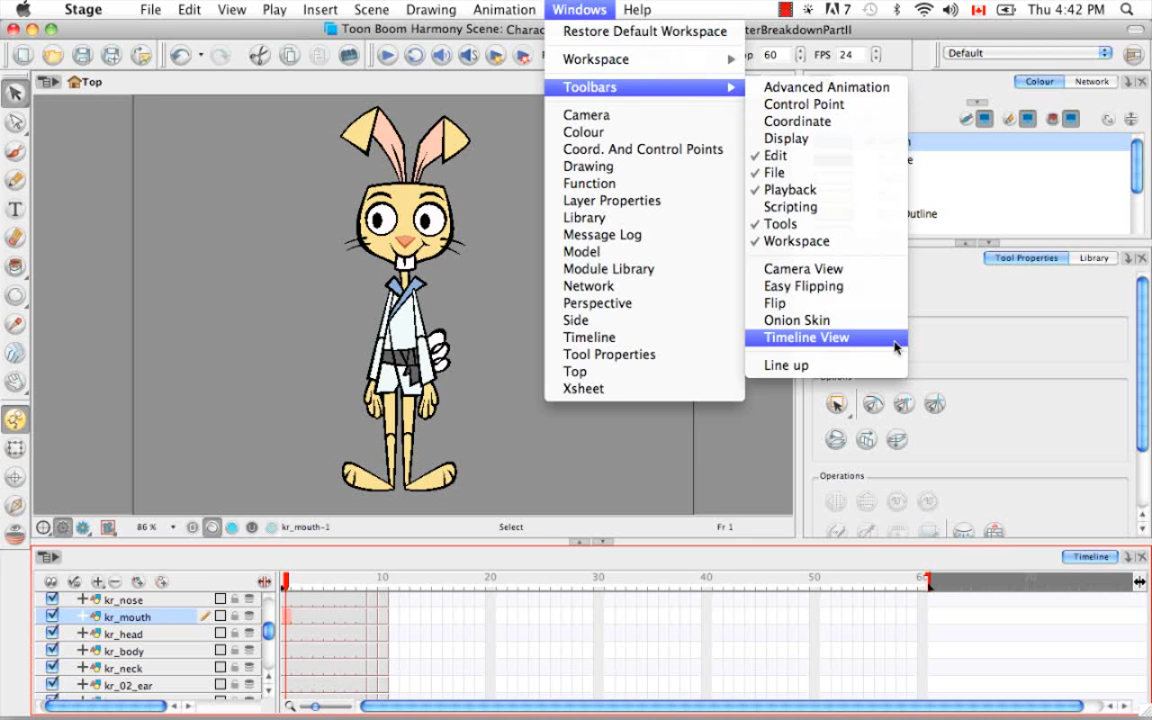 Stage File Edit View Play Insert Scene Drawing Animation Windows Help 7 Thu 4:42 PM
Toon Boom Harmony Scene: Charac terBreakdownPartII
op 60 FPS 24 Default
Top
Restore Default Workspace
Workspace
Toolbars
Camera
Colour
Coord. And Control Points
Drawing
Function
Layer Properties
Library
Message Log
Model
Module Library
Network
Perspective
Side
Timeline
Tool Properties
Top
Xsheet
Advanced Animation
Control Point
Coordinate
Display
Edit
File
Playback
Scripting
Tools
Workspace
Camera View
Easy Flipping
Flip
Onion Skin
Timeline View
Line up
Colour Network
Outline
Tool Properties Library
Options
Operations
T
86 % kr_mouth-1 Select Fr 1
Timeline
10 20 30 40 50 60
kr_nose
kr_mouth
kr_head
kr_body
kr_neck
kr_02_ear